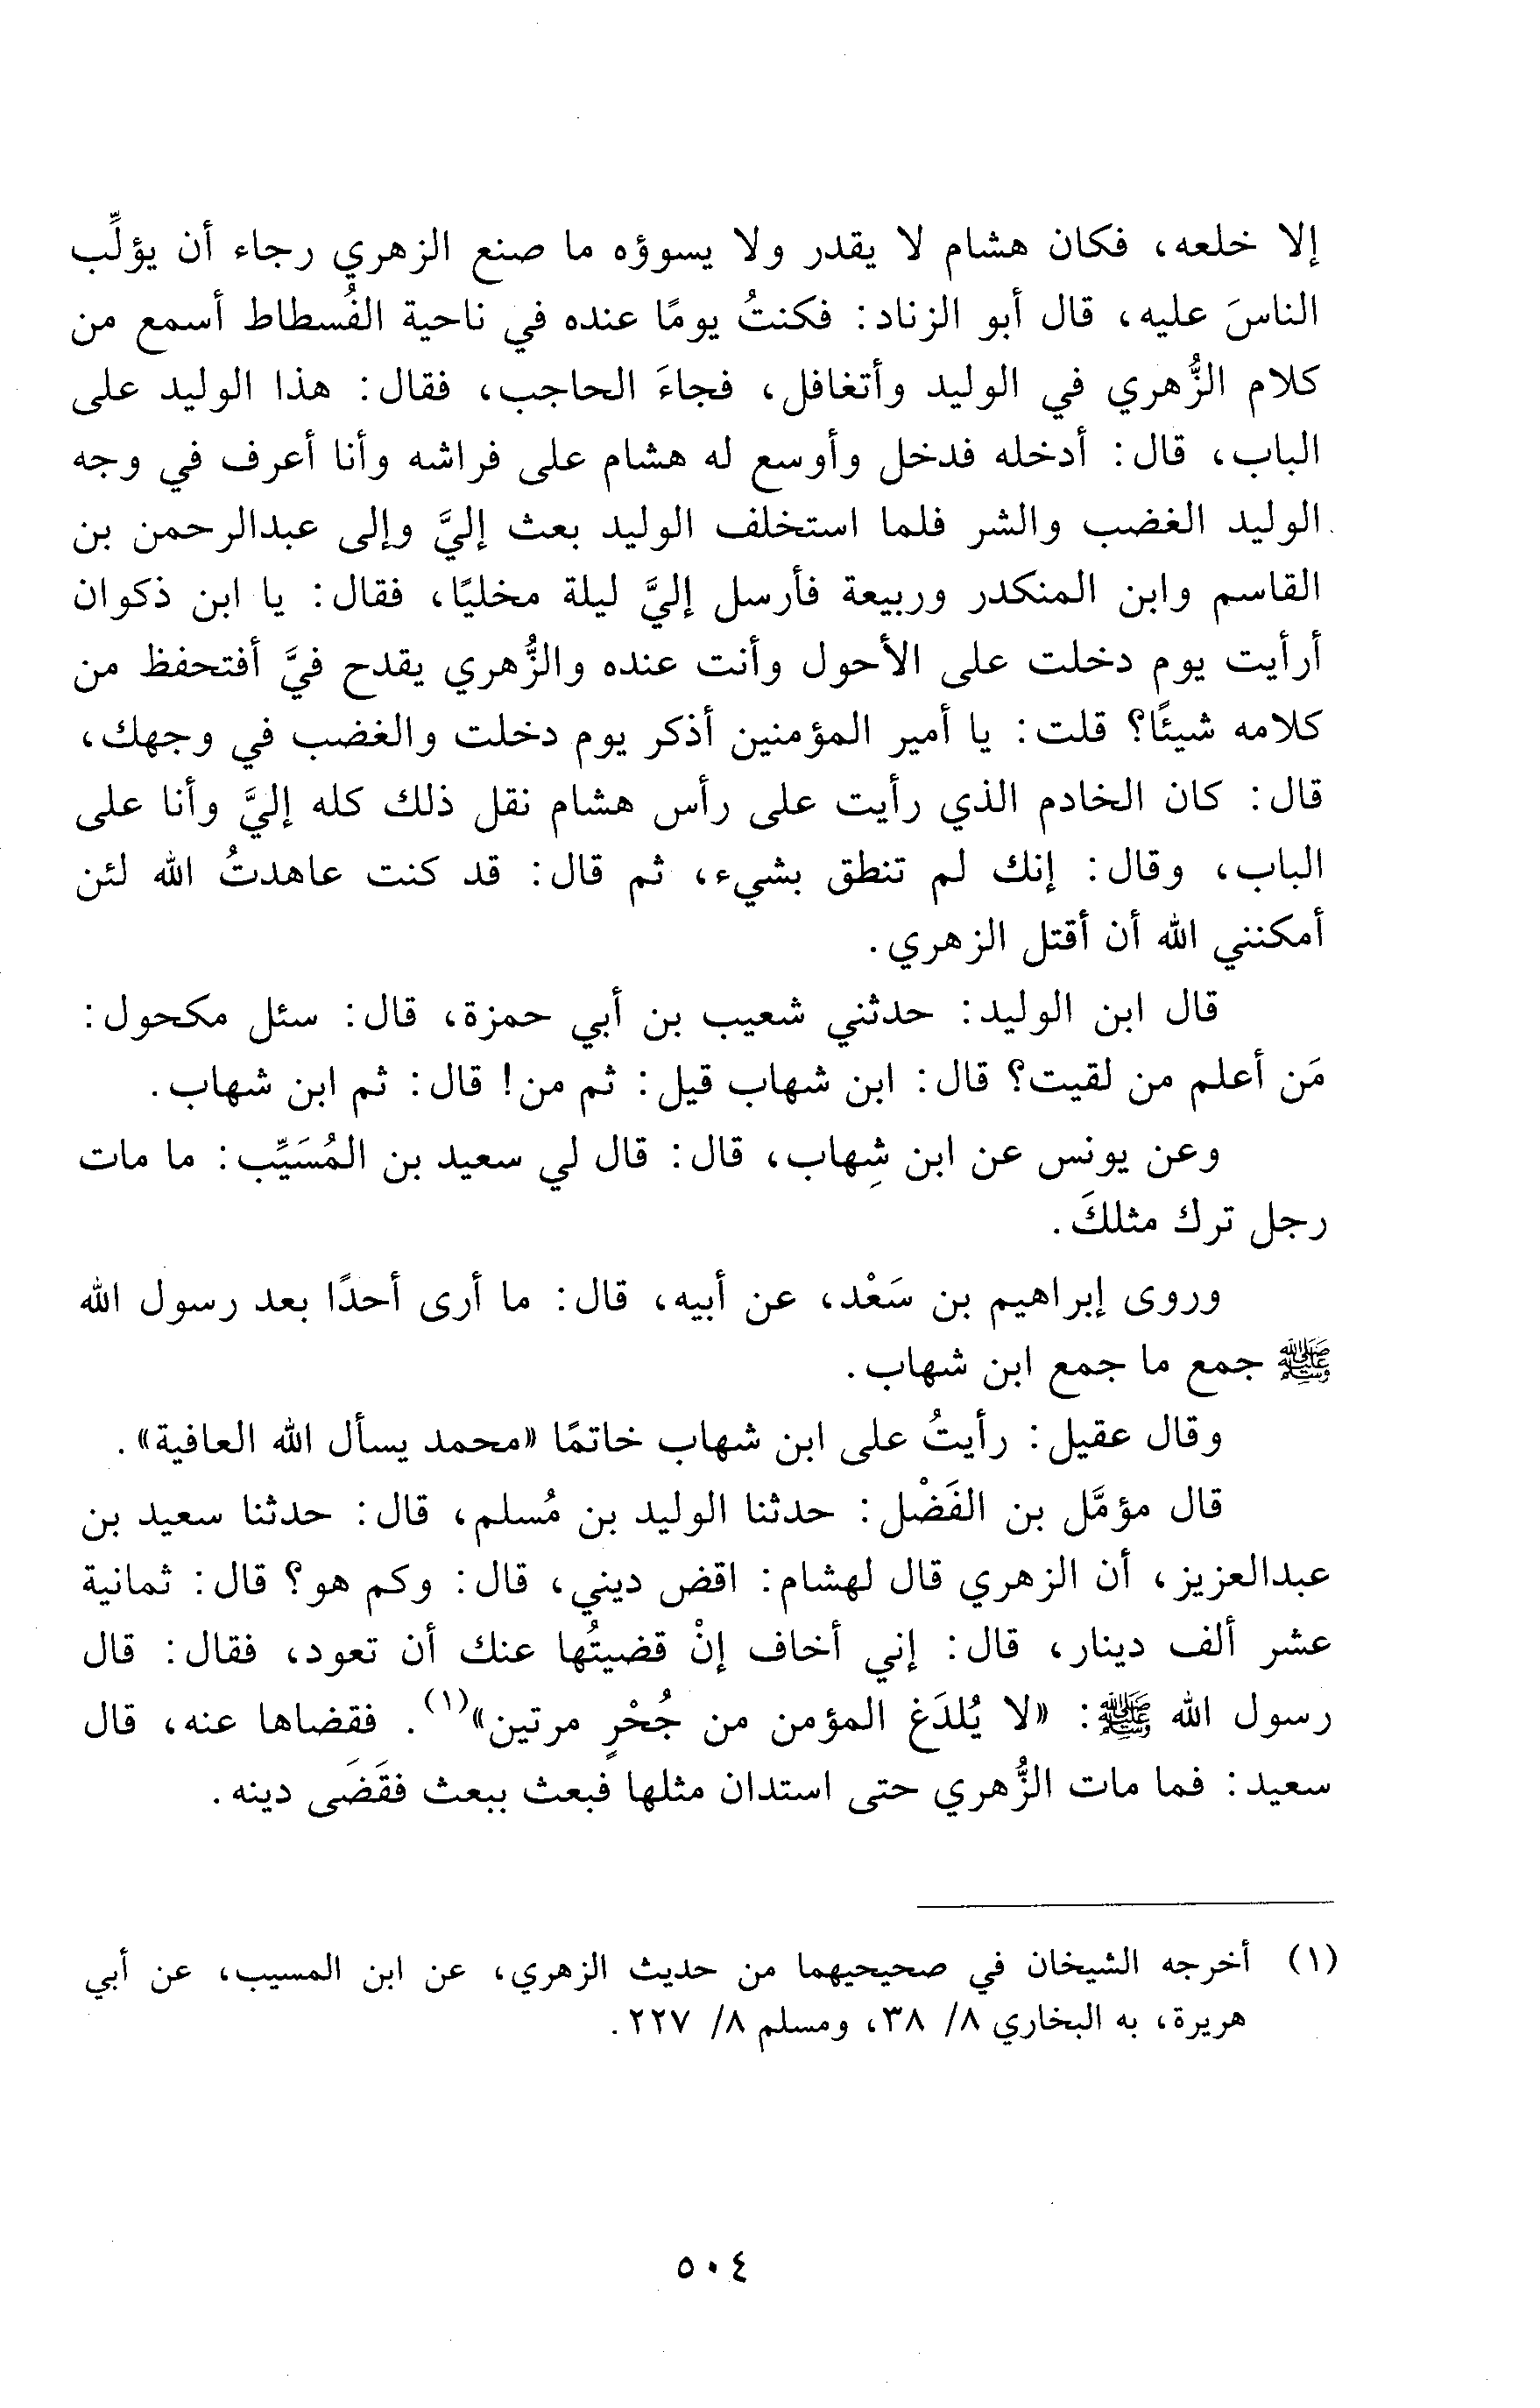 إلا خلعه، فكان هشام لا يقدر ولا يسوؤه ما صنع الزهري رجاء أن يؤلِّب
الناسَ عليه، قال أبو الزناد: فكنتُ يومًا عنده في ناحية الفُسطاط أسمع من
كلام الزُّهري في الوليد وأتغافل، فجاءَ الحاجب، فقال: هذا الوليد على
الباب، قال: أدخله فدخل وأوسع له هشام على فراشه وأنا أعرف في وجه
الوليد الغضب والشر فلما استخلف الوليد بعث إليَّ وإلى عبدالرحمن بن
القاسم وابن المنكدر وربيعة فأرسل إليَّ ليلة مخليًا، فقال: يا ابن ذكوان
أرأيت يوم دخلت على الأحول وأنت عنده والزُّهري يقدح فيَّ أفتحفظ من
كلامه شيئًا؟ قلت: يا أمير المؤمنين أذكر يوم دخلت والغضب في وجهك،
قال: كان الخادم الذي رأيت على رأس هشام نقل ذلك كله إليَّ وأنا على
الباب، وقال: إنك لم تنطق بشيء، ثم قال: قد كنت عاهدتُ الله لئن
أمكنني الله أن أقتل الزهري.
قال ابن الوليد: حدثني شعيب بن أبي حمزة، قال: سئل مكحول:
مَن أعلم من لقيت؟ قال: ابن شهاب قيل: ثم من! قال: ثم ابن شهاب.
وعن يونس عن ابن شِهاب، قال: قال لي سعيد بن المُسَيِّب: ما مات
رجل ترك مثلكَ.
وروى إبراهيم بن سَعْد، عن أبيه، قال: ما أرى أحدًا بعد رسول الله
ﷺ جمع ما جمع ابن شهاب.
وقال عقيل: رأيتُ على ابن شهاب خاتمًا «محمد يسأل الله العافية».
قال مؤمَّل بن الفَضْل: حدثنا الوليد بن مُسلم، قال: حدثنا سعيد بن
عبدالعزيز، أن الزهري قال لهشام: اقض ديني، قال: وكم هو؟ قال: ثمانية
عشر ألف دينار، قال: إني أخاف إنْ قضيتُها عنك أن تعود، فقال: قال
رسول الله ﷺ: «لا يُلدَغ المؤمن من جُحْرٍ مرتين»(١). فقضاها عنه، قال
سعيد: فما مات الزُّهري حتى استدان مثلها فبعث ببعث فقَضَى دينه.
(١) أخرجه الشيخان في صحيحيهما من حديث الزهري، عن ابن المسيب، عن أبي
هريرة، به البخاري ٨/ ٣٨، ومسلم ٨/ ٢٢٧.
٥٠٤